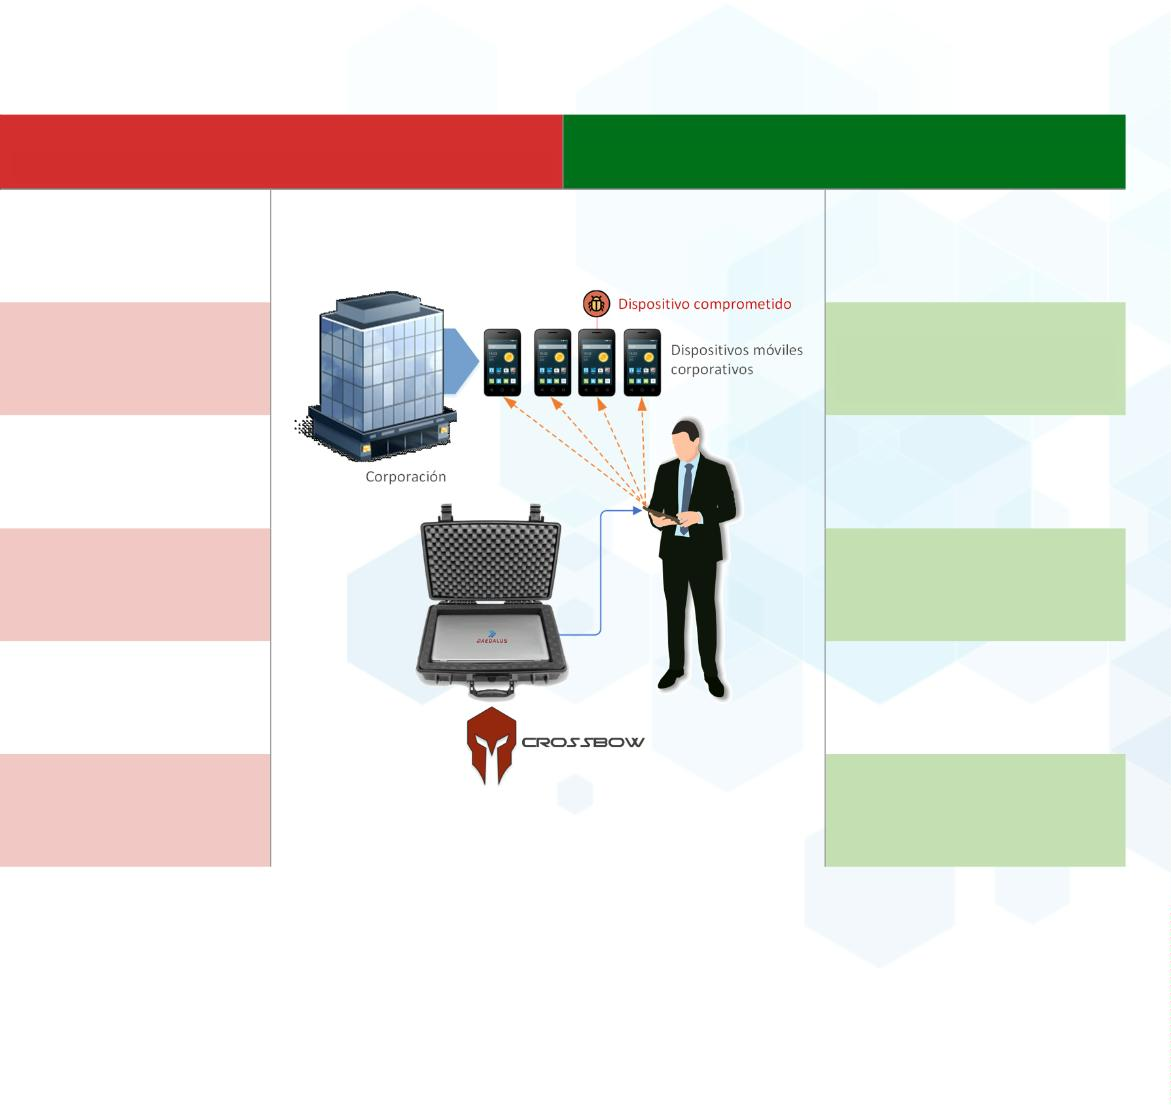 Dispositivo comprometido
Dispositivos móviles
corporativos
Corporación
DAEDALUS
CROSSBOW